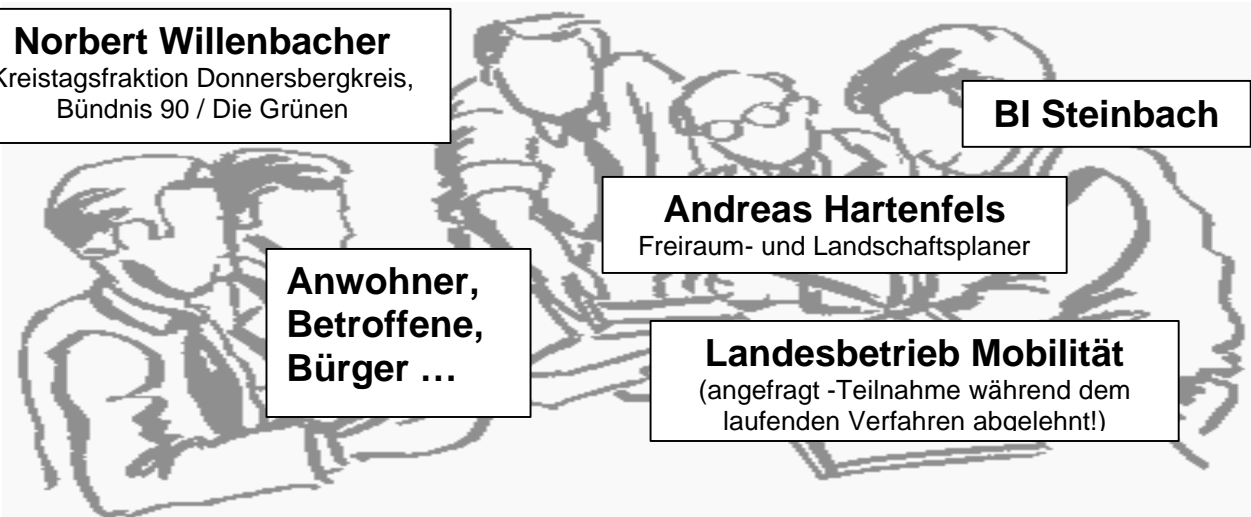 Norbert Willenbacher
Kreistagsfraktion Donnersbergkreis,
Bündnis 90 / Die Grünen
BI Steinbach
Andreas Hartenfels
Freiraum- und Landschaftsplaner
Anwohner,
Betroffene,
Bürger …
Landesbetrieb Mobilität
(angefragt -Teilnahme während dem
laufenden Verfahren abgelehnt!)